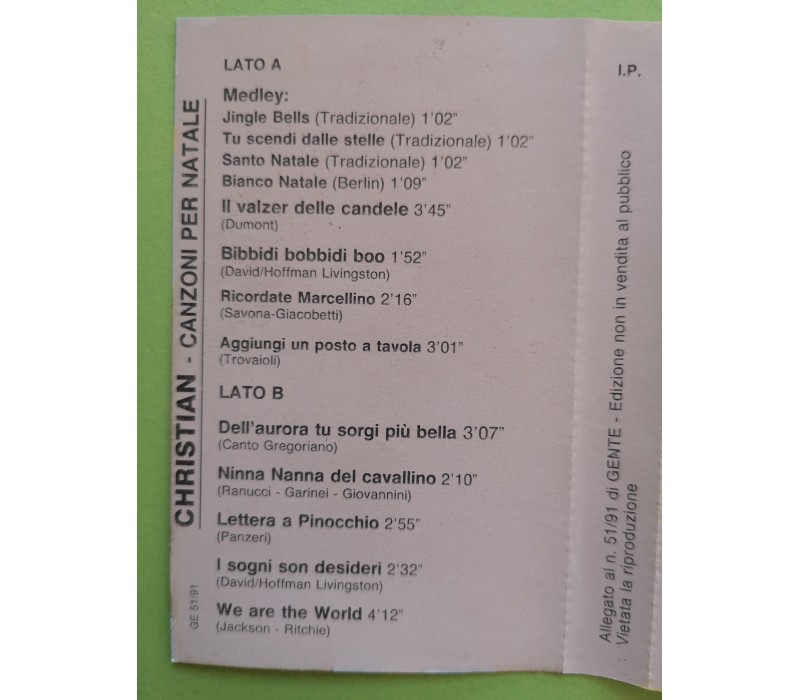 CHRISTIAN - CANZONI PER NATALE
GE 51/91
LATO A
Medley:
Jingle Bells (Tradizionale) 1'02"
Tu scendi dalle stelle (Tradizionale) 1'02"
Santo Natale (Tradizionale) 1'02"
Bianco Natale (Berlin) 1'09"
Il valzer delle candele 3'45"
(Dumont)
Bibbidi bobbidi boo 1'52"
(David/Hoffman Livingston)
Ricordate Marcellino 2'16"
(Savona-Giacobetti)
Aggiungi un posto a tavola 3'01"
(Trovaioli)
LATO B
Dell'aurora tu sorgi più bella 3'07"
(Canto Gregoriano)
Ninna Nanna del cavallino 2'10"
(Ranucci - Garinei - Giovannini)
Lettera a Pinocchio 2'55"
(Panzeri)
I sogni son desideri 2'32"
(David/Hoffman Livingston)
We are the World 4'12"
(Jackson - Ritchie)
I.P.
Allegato al n. 51/91 di GENTE - Edizione non in vendita al pubblico
Vietata la riproduzione